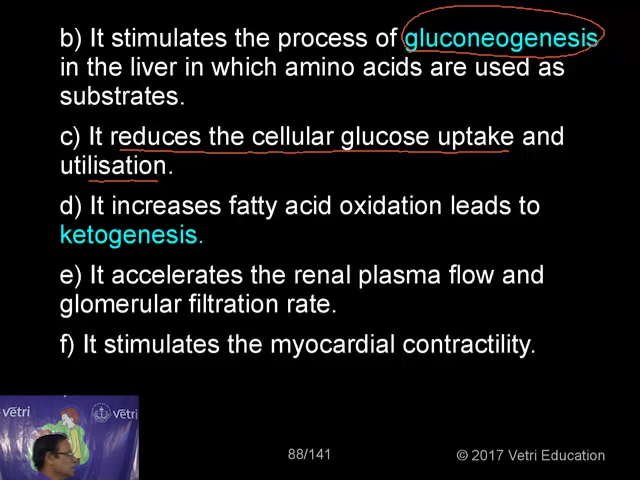 b) It stimulates the process of gluconeogenesis
in the liver in which amino acids are used as
substrates.
c) It reduces the cellular glucose uptake and
utilisation.
d) It increases fatty acid oxidation leads to
ketogenesis.
e) It accelerates the renal plasma flow and
glomerular filtration rate.
f) It stimulates the myocardial contractility.
vetri
vetri
88/141
© 2017 Vetri Education